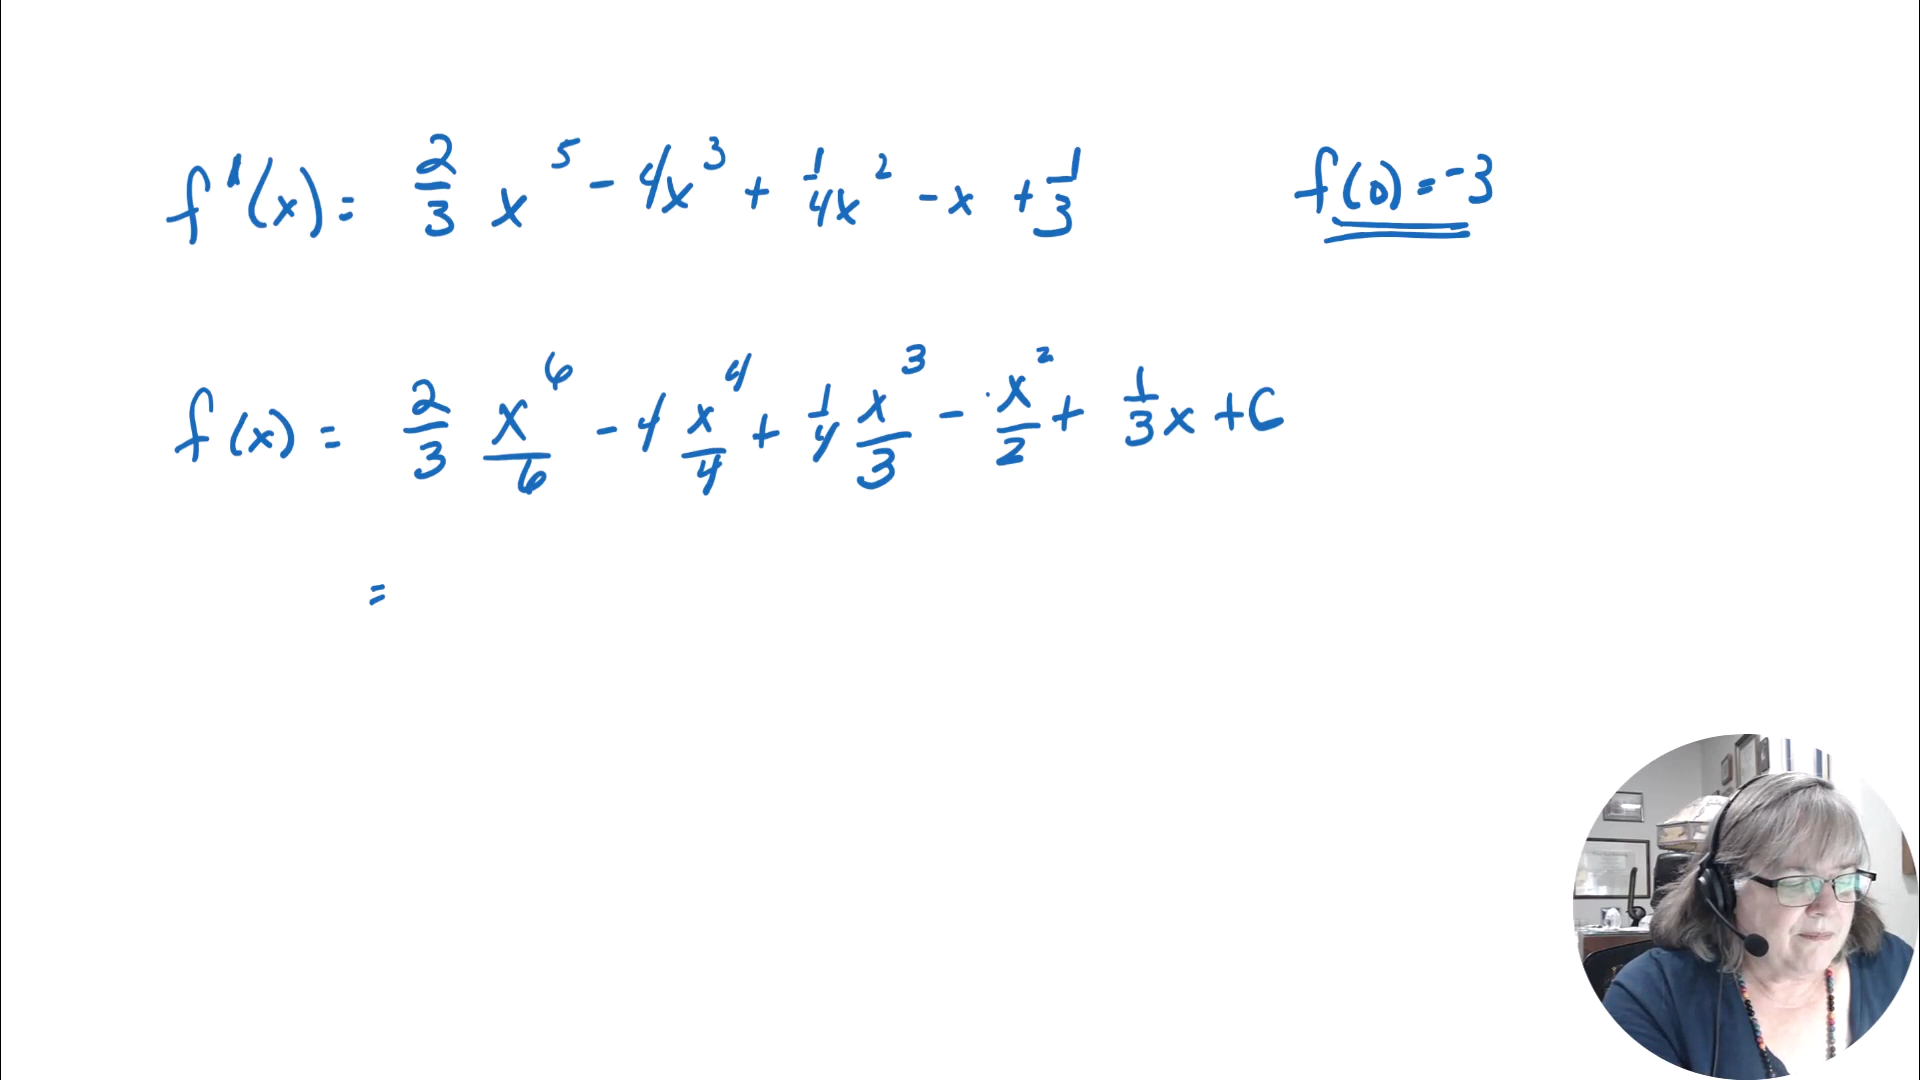 f'(x) = 2/3 x^5 - 4x^3 + 1/4 x^2 - x + 1/3 f(0) = -3
f(x) = 2/3 x^6/6 - 4 x^4/4 + 1/4 x^3/3 - x^2/2 + 1/3 x + C
=